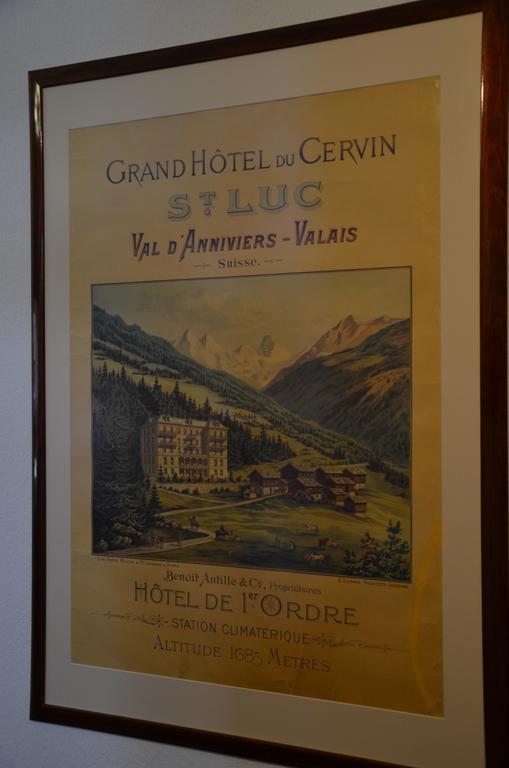 GRAND HÔTEL DU CERVIN
ST LUC
VAL D'ANNIVIERS - VALAIS
Suisse.
Benoit Antille & Cie, Propriétaires
HÔTEL DE 1er ORDRE
STATION CLIMATÉRIQUE
ALTITUDE 1685 MÈTRES